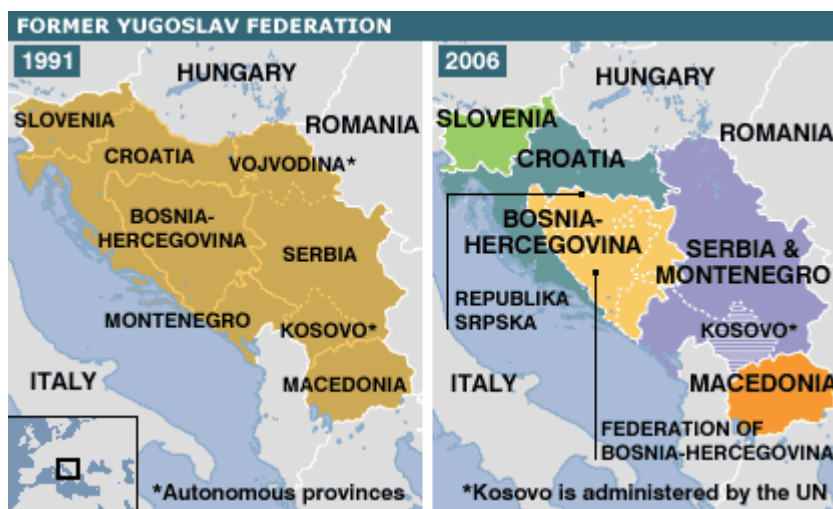 FORMER YUGOSLAV FEDERATION
1991
HUNGARY
SLOVENIA
ROMANIA
CROATIA
VOJVODINA*
BOSNIA-
HERCEGOVINA
SERBIA
MONTENEGRO
KOSOVO*
ITALY
MACEDONIA
*Autonomous provinces
2006
HUNGARY
SLOVENIA
ROMANIA
CROATIA
BOSNIA-
HERCEGOVINA
SERBIA &
MONTENEGRO
REPUBLIKA
SRPSKA
KOSOVO*
ITALY
MACEDONIA
FEDERATION OF
BOSNIA-HERCEGOVINA
*Kosovo is administered by the UN